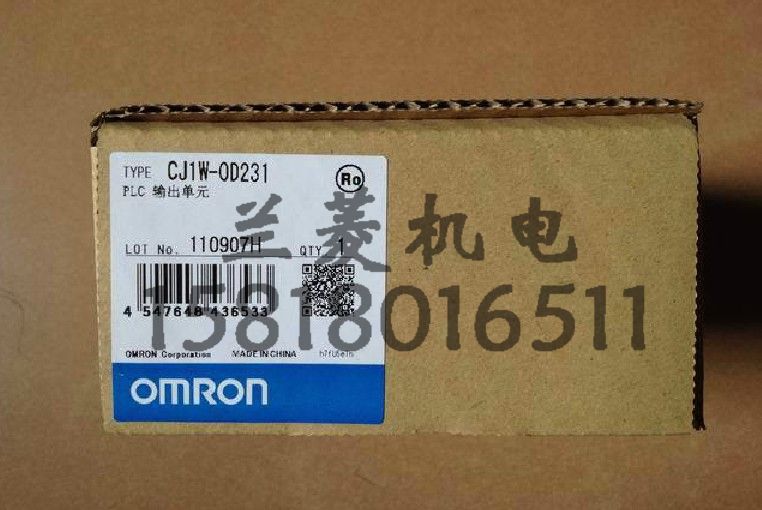 TYPE CJ1W-OD231
Ro
PLC 输出单元
兰菱机电
LOT No. 110907H QTY. 1
4 547648 436533
15818016511
OMRON Corporation MADE IN CHINA
OMRON